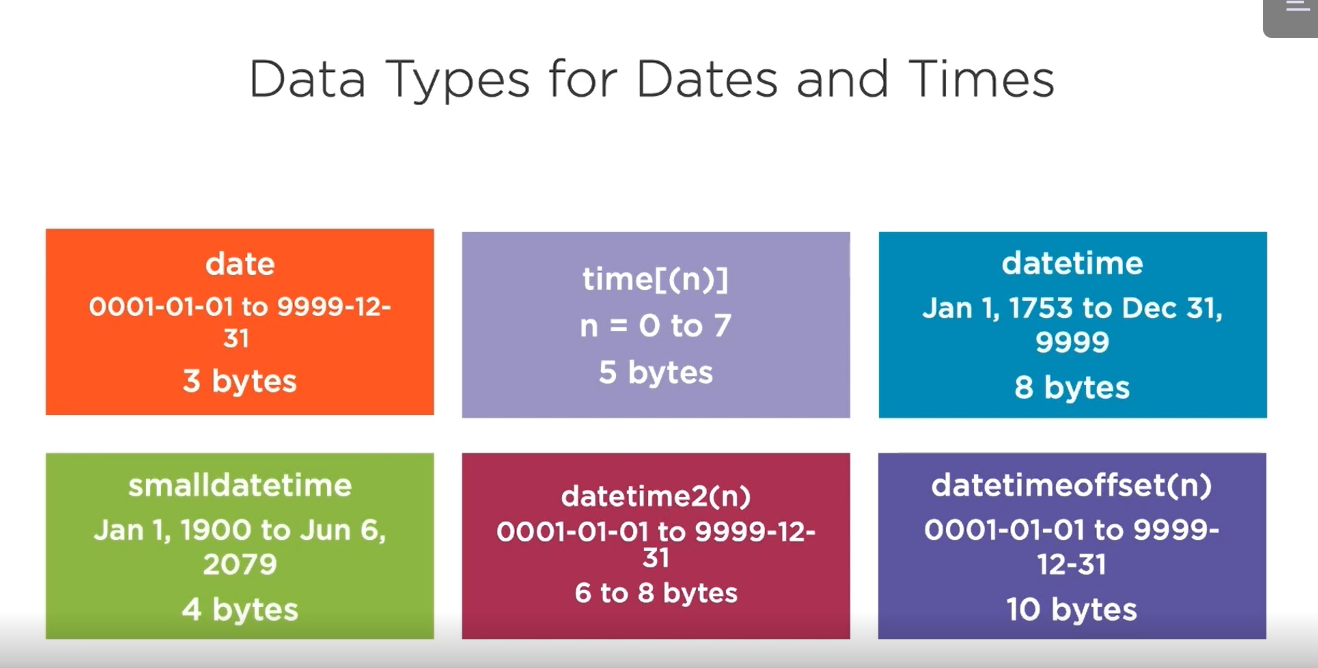 Data Types for Dates and Times
date
0001-01-01 to 9999-12-
31
3 bytes
time[(n)]
n = 0 to 7
5 bytes
datetime
Jan 1, 1753 to Dec 31,
9999
8 bytes
smalldatetime
Jan 1, 1900 to Jun 6,
2079
4 bytes
datetime2(n)
0001-01-01 to 9999-12-
31
6 to 8 bytes
datetimeoffset(n)
0001-01-01 to 9999-
12-31
10 bytes